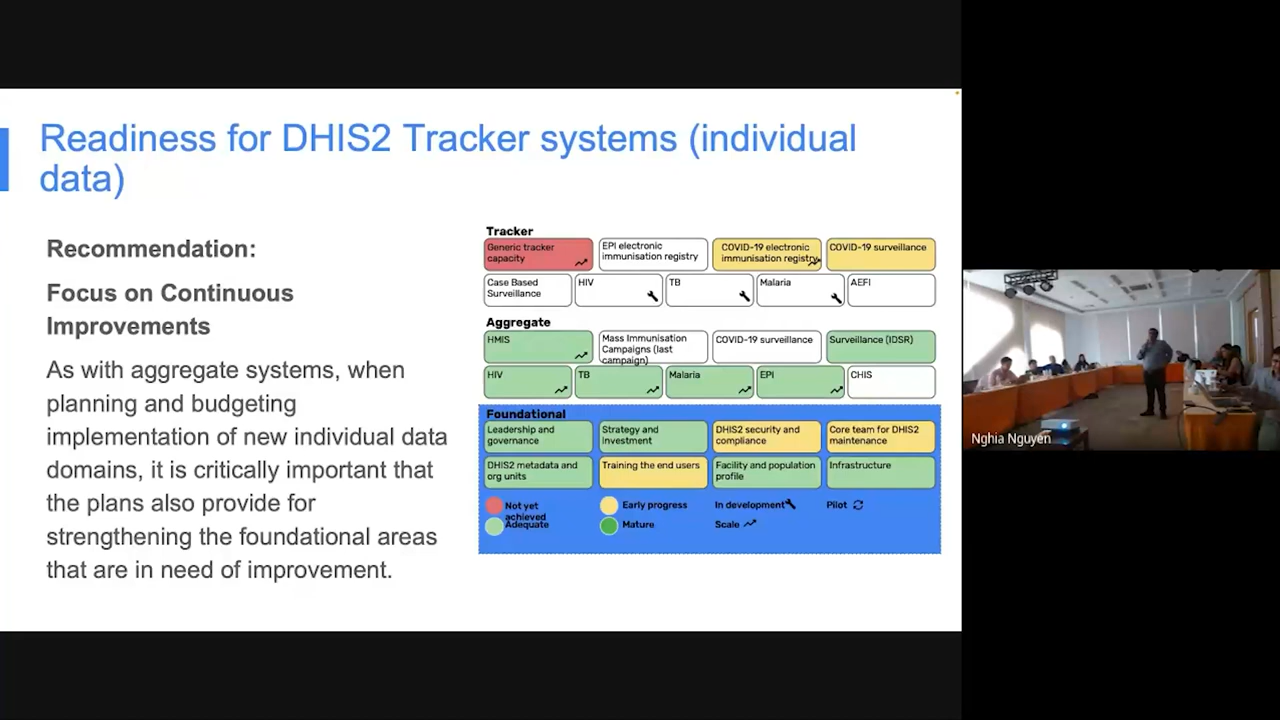 Readiness for DHIS2 Tracker systems (individual
data)
Recommendation:
Focus on Continuous
Improvements
As with aggregate systems, when
planning and budgeting
implementation of new individual data
domains, it is critically important that
the plans also provide for
strengthening the foundational areas
that are in need of improvement.
Tracker
Generic tracker
capacity
EPI electronic
immunisation registry
COVID-19 electronic
immunisation registry
COVID-19 surveillance
Case Based
Surveillance
HIV
TB
Malaria
AEFI
Aggregate
HMIS
Mass Immunisation
Campaigns (last
campaign)
COVID-19 surveillance
Surveillance (IDSR)
HIV
TB
Malaria
EPI
CHIS
Foundational
Leadership and
governance
Strategy and
Investment
DHIS2 security and
compliance
Core team for DHIS2
maintenance
DHIS2 metadata and
org units
Training the end users
Facility and population
profile
Infrastructure
Not yet
achieved
Early progress
In development
Pilot
Adequate
Mature
Scale
Nghia Nguyen